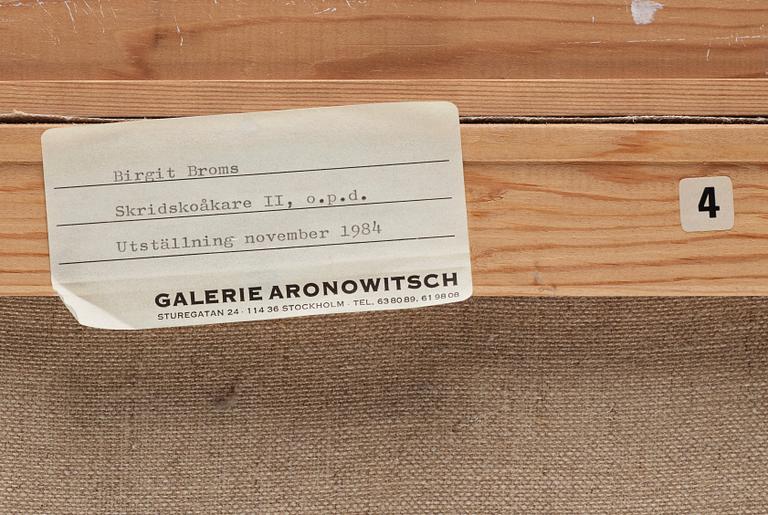 Birgit Broms
Skridskoåkare II, o.p.d.
Utställning november 1984
GALERIE ARONOWITSCH
STUREGATAN 24 · 114 36 STOCKHOLM · TEL. 63 80 89, 61 98 08
4